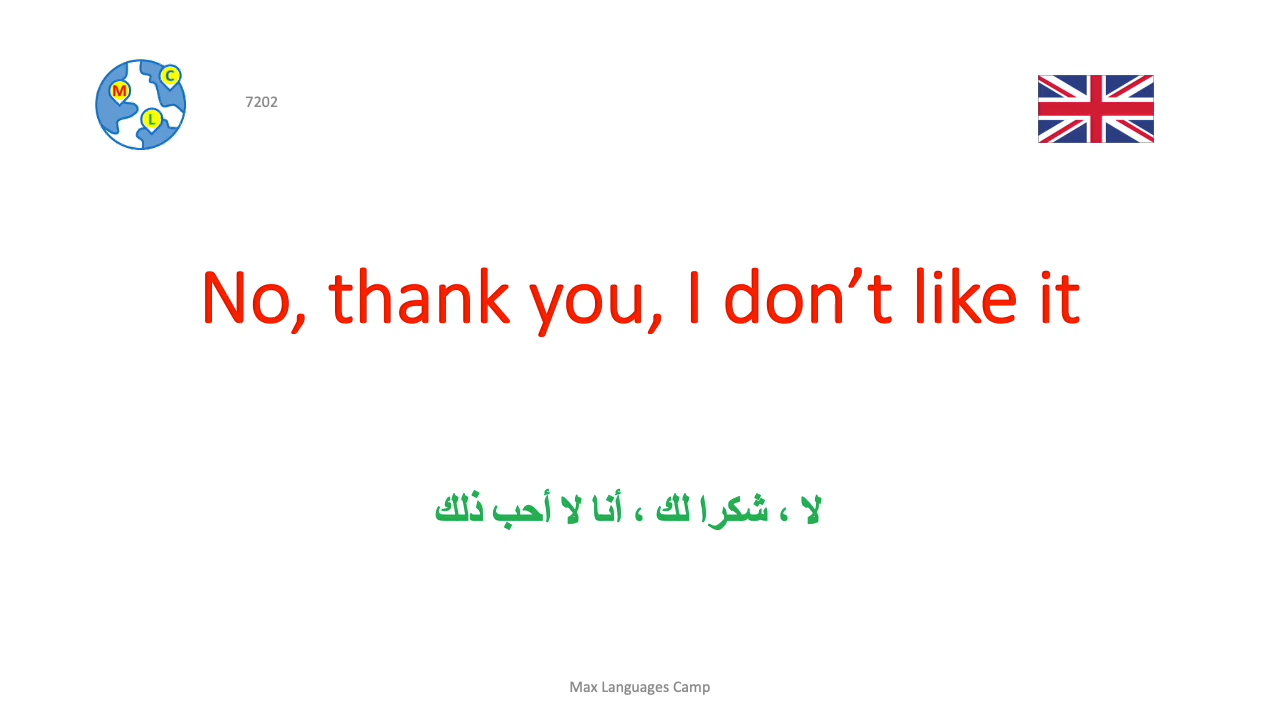 M
C
L
7202
No, thank you, I don’t like it
لا ، شكرا لك ، أنا لا أحب ذلك
Max Languages Camp